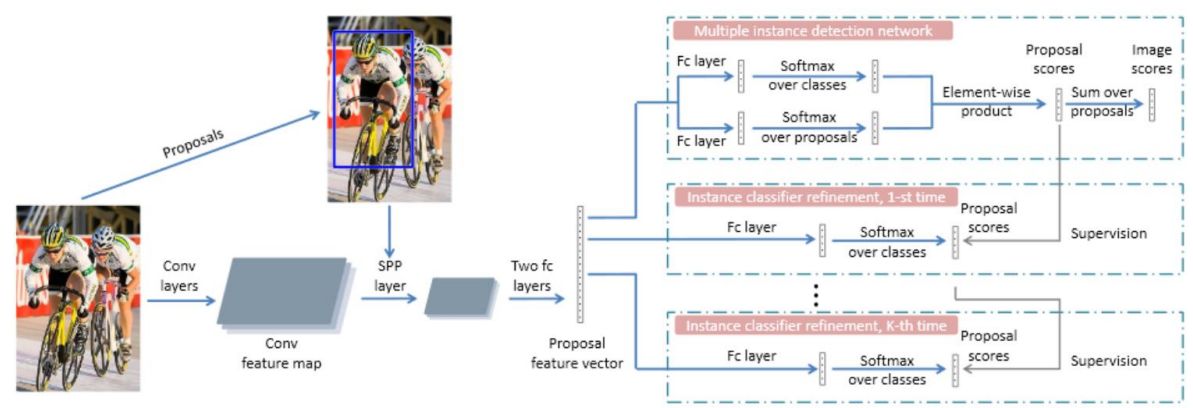 Proposals
Conv
layers
Conv
feature map
SPP
layer
Two fc
layers
Proposal
feature vector
Multiple instance detection network
Fc layer
Softmax
over classes
Fc layer
Softmax
over proposals
Element-wise
product
Proposal
scores
Sum over
proposals
Image
scores
Instance classifier refinement, 1-st time
Fc layer
Softmax
over classes
Proposal
scores
Supervision
Instance classifier refinement, K-th time
Fc layer
Softmax
over classes
Proposal
scores
Supervision